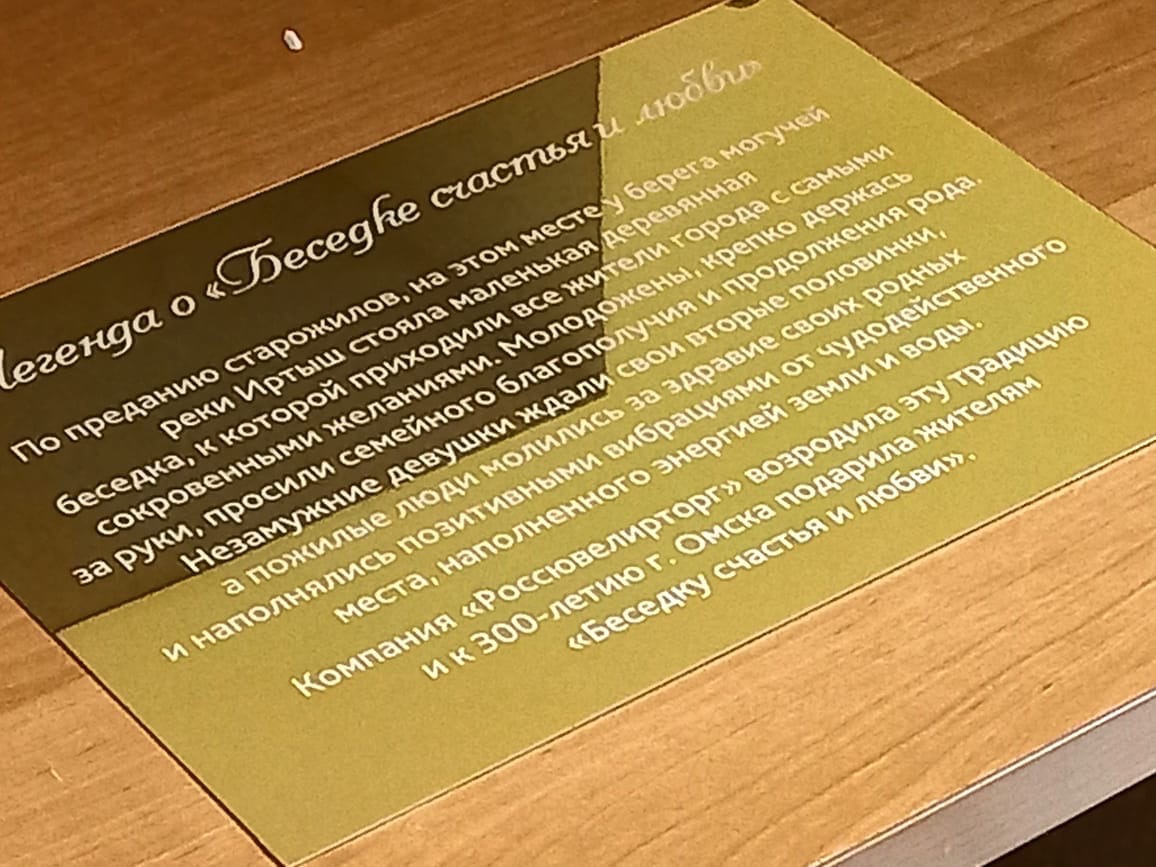 Легенда о «Беседке счастья и любви»
По преданию старожилов, на этом месте у берега могучей
реки Иртыш стояла маленькая деревянная
беседка, к которой приходили все жители города с самыми
сокровенными желаниями. Молодожены, крепко держась
за руки, просили семейного благополучия и продолжения рода.
Незамужние девушки ждали свои вторые половинки,
а пожилые люди молились за здравие своих родных
и наполнялись позитивными вибрациями от чудодейственного
места, наполненного энергией земли и воды.
Компания «Россювелирторг» возродила эту традицию
и к 300-летию г. Омска подарила жителям
«Беседку счастья и любви».